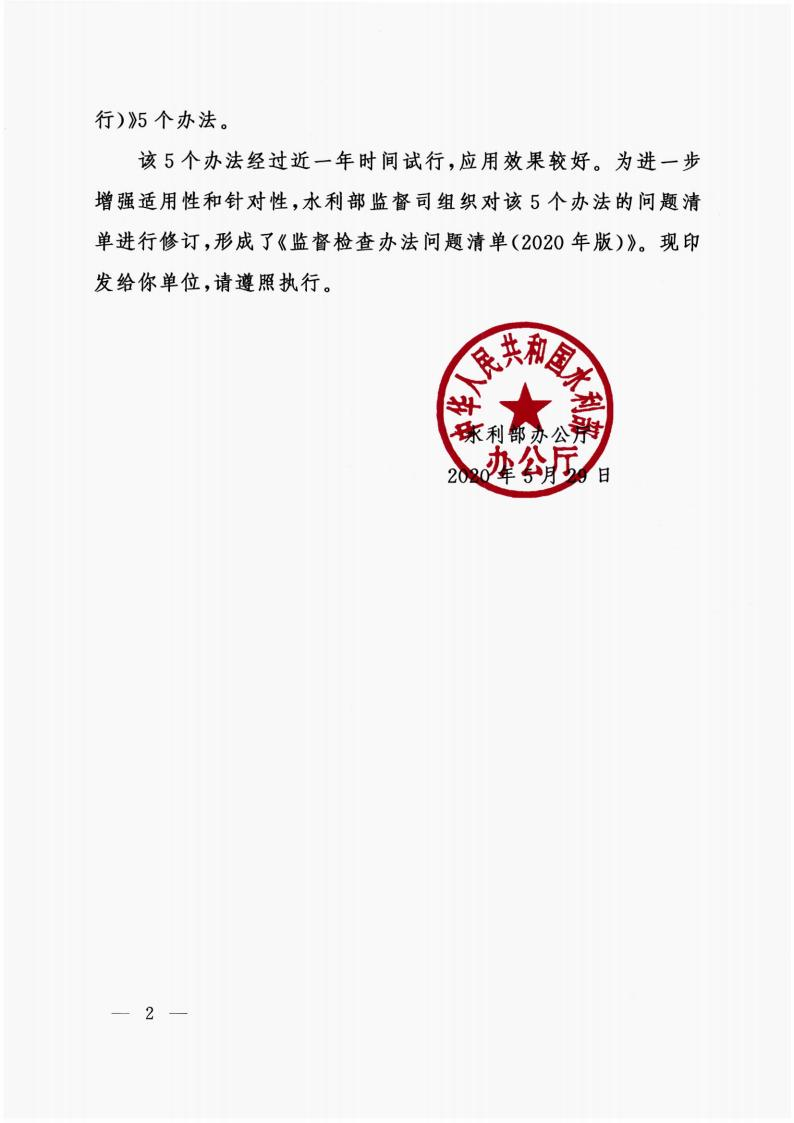 行)》5个办法。
该5个办法经过近一年时间试行,应用效果较好。为进一步
增强适用性和针对性,水利部监督司组织对该5个办法的问题清
单进行修订,形成了《监督检查办法问题清单(2020年版)》。现印
发给你单位,请遵照执行。
中华人民共和国水利部
水利部办公厅
办公厅
2020年5月29日
— 2 —